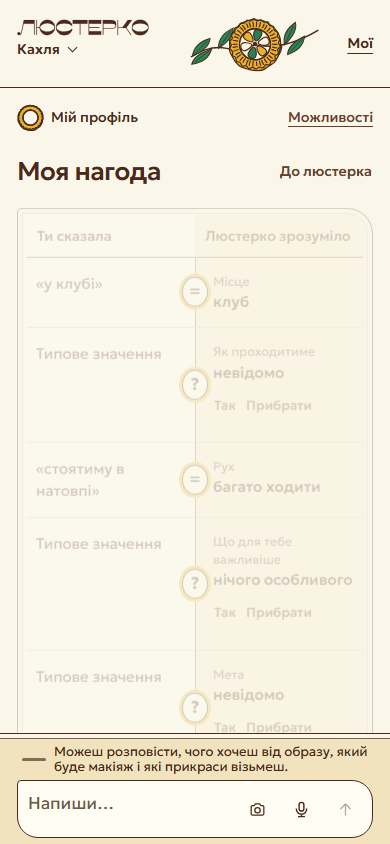 ЛЮСТЕРКО
Кахля
Мої
Мій профіль
Можливості
Моя нагода
До люстерка
Ти сказала
Люстерко зрозуміло
«у клубі»
=
Місце
клуб
Типове значення
?
Як проходитиме
невідомо
Так Прибрати
«стоятиму в
натовпі»
=
Рух
багато ходити
Типове значення
?
Що для тебе
важливіше
нічого особливого
Так Прибрати
Типове значення
?
Мета
невідомо
Так Прибрати
Можеш розповісти, чого хочеш від образу, який
буде макіяж і які прикраси візьмеш.
Напиши...